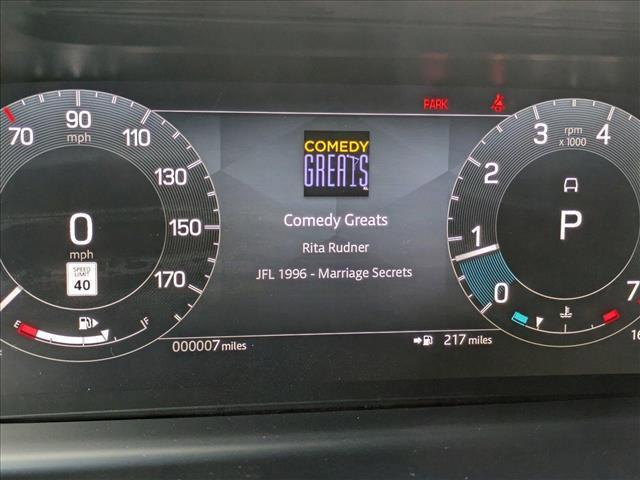 PARK
70
90
mph
110
130
150
170
0
mph
SPEED
LIMIT
40
E
F
COMEDY
GREATS
Comedy Greats
Rita Rudner
JFL 1996 - Marriage Secrets
000007 miles
217 miles
0
1
2
3
4
7
rpm
x 1000
P
16